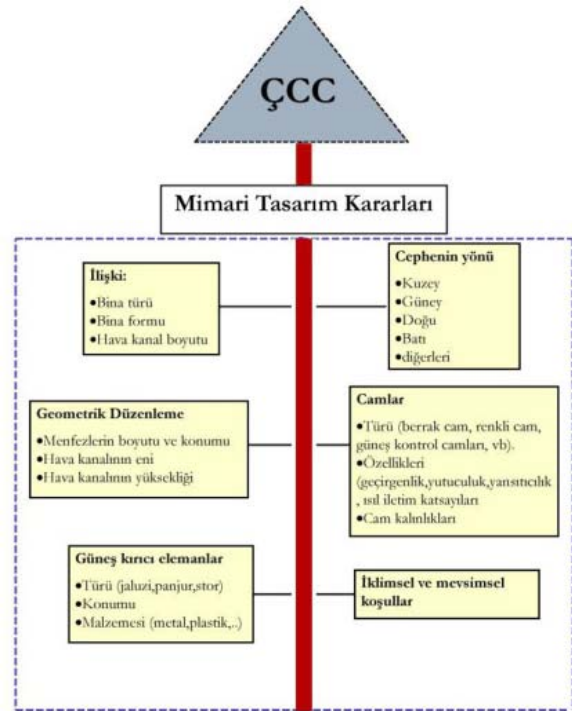 ÇCC
Mimari Tasarım Kararları
İlişki:
•Bina türü
•Bina formu
•Hava kanal boyutu
Cephenin yönü
•Kuzey
•Güney
•Doğu
•Batı
•diğerleri
Geometrik Düzenleme
•Menfezlerin boyutu ve konumu
•Hava kanalının eni
•Hava kanalının yüksekliği
Camlar
•Türü (berrak cam, renkli cam,
güneş kontrol camları, vb).
•Özellikleri
(geçirgenlik,yutuculuk,yansıtıcılık
, ısıl iletim katsayıları
•Cam kalınlıkları
Güneş kırıcı elemanlar
•Türü (jaluzi,panjur,stor)
•Konumu
•Malzemesi (metal,plastik,..)
İklimsel ve mevsimsel
koşullar